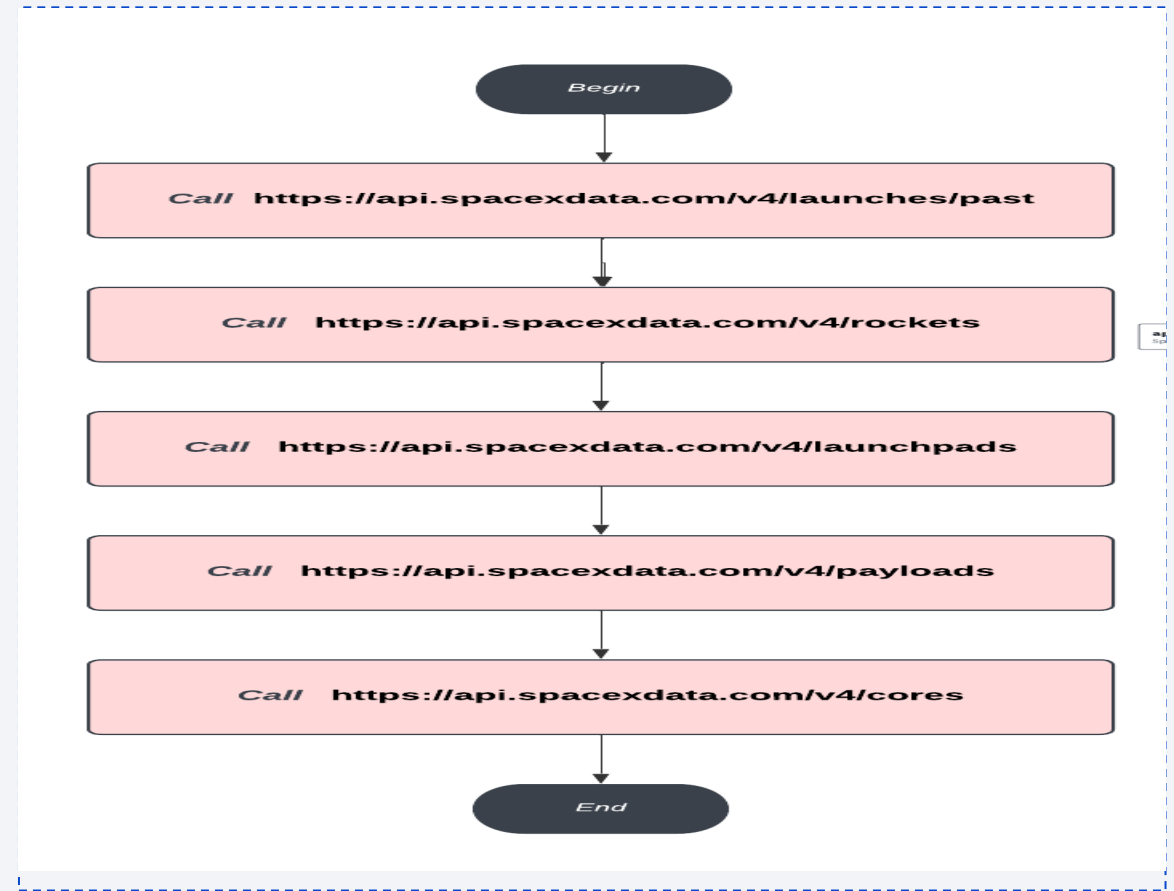 Begin
Call https://api.spacexdata.com/v4/launches/past
Call https://api.spacexdata.com/v4/rockets
Call https://api.spacexdata.com/v4/launchpads
Call https://api.spacexdata.com/v4/payloads
Call https://api.spacexdata.com/v4/cores
End